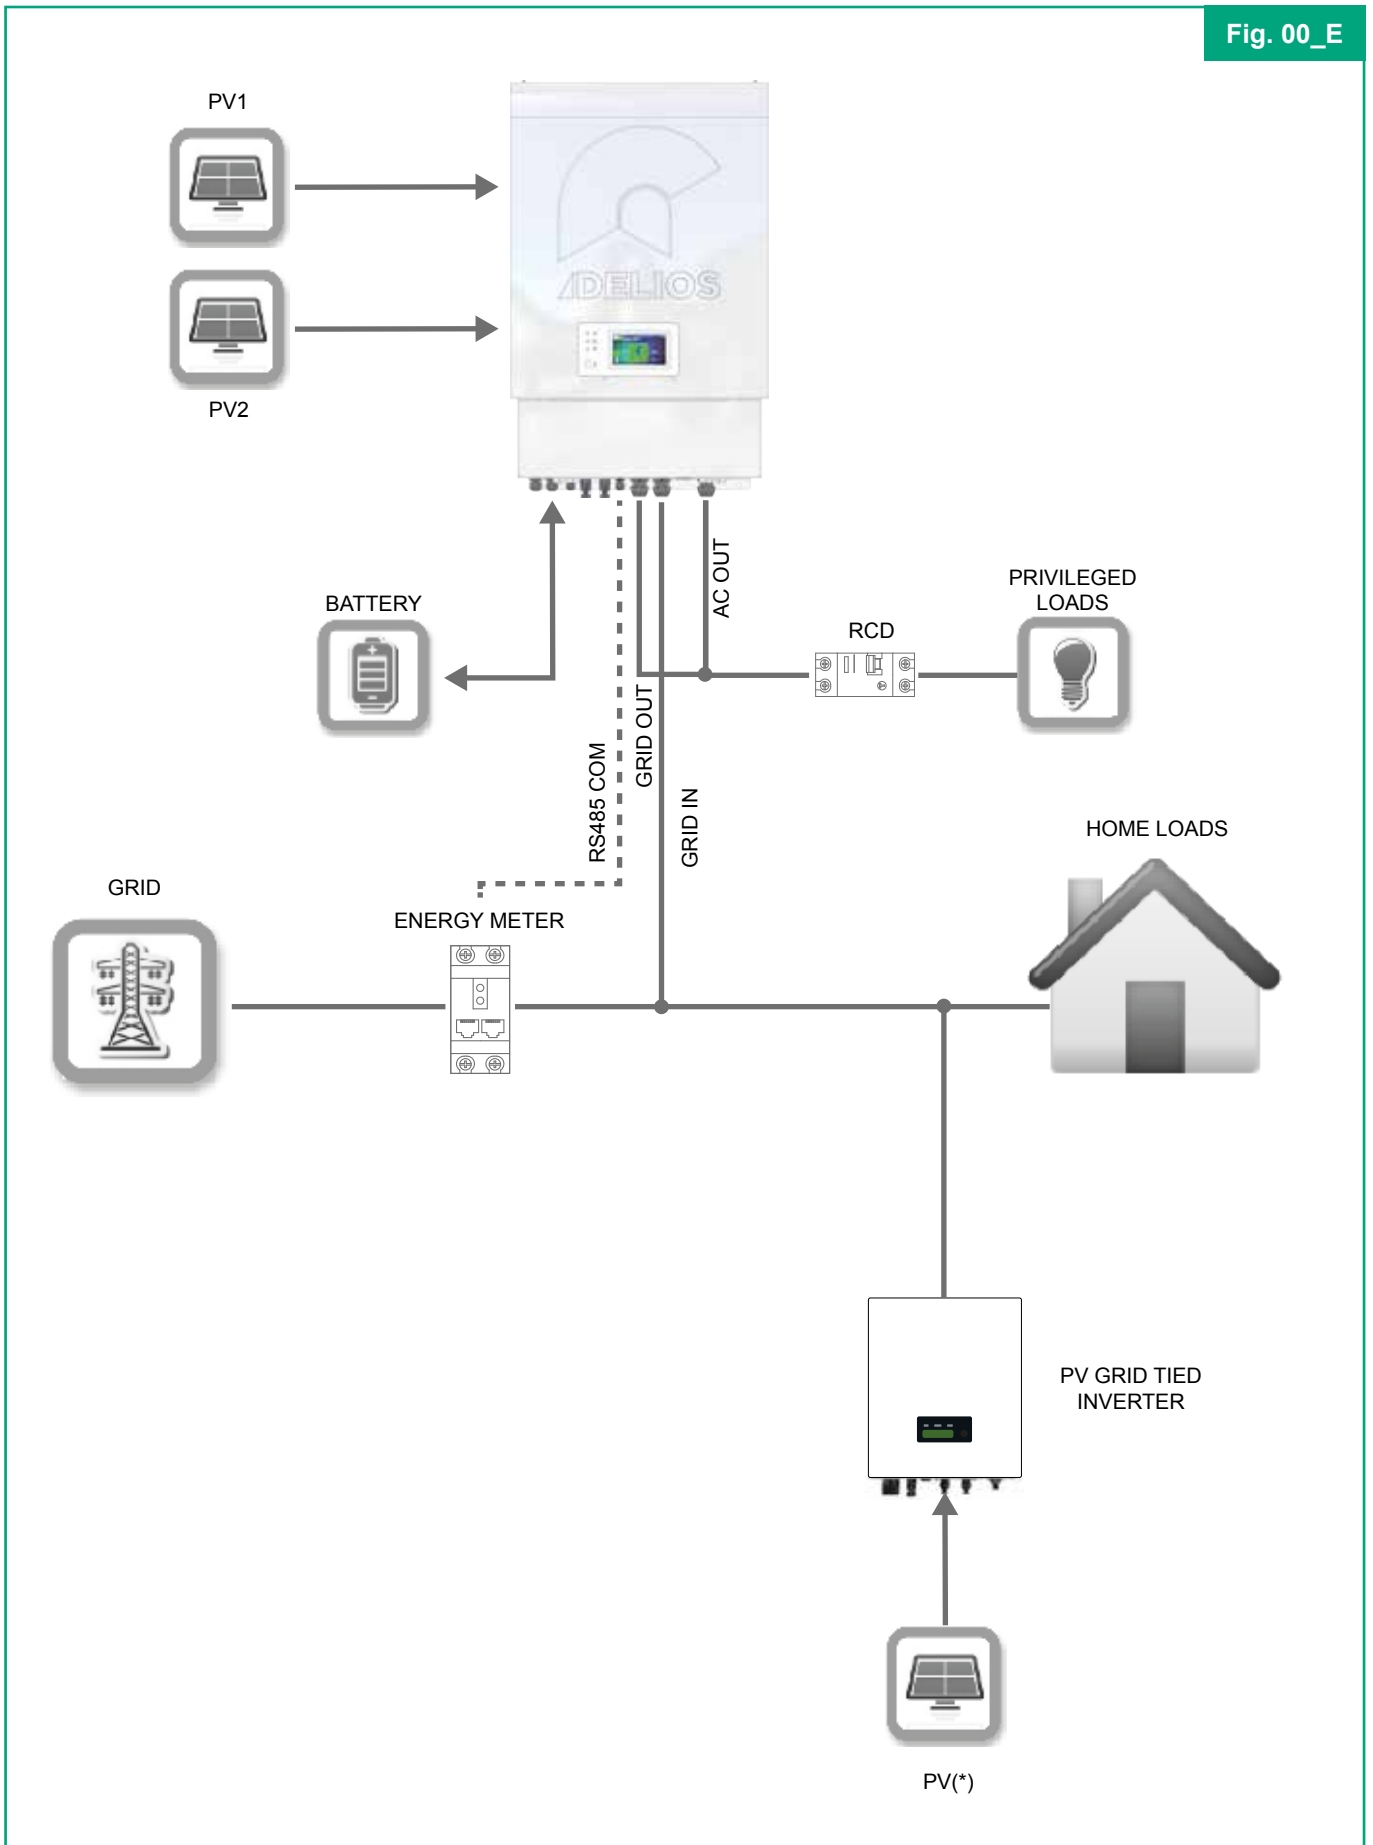 Fig. 00_E
PV1
PV2
DELIOS
BATTERY
RS485 COM
GRID OUT
GRID IN
AC OUT
RCD
PRIVILEGED
LOADS
HOME LOADS
GRID
ENERGY METER
PV GRID TIED
INVERTER
PV(*)